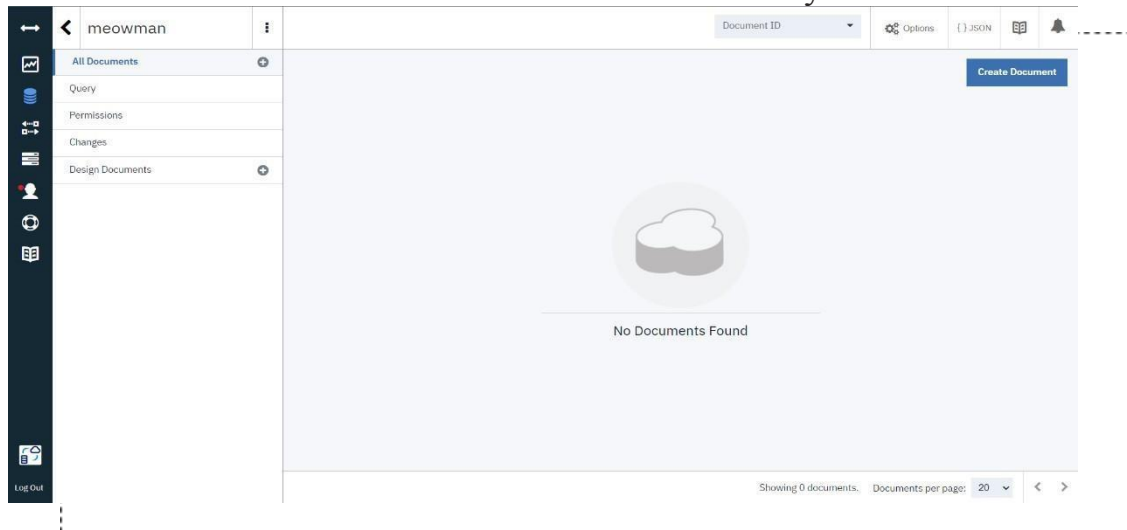 meowman
Document ID
Options
{ } JSON
All Documents
Query
Permissions
Changes
Design Documents
Create Document
No Documents Found
Log Out
Showing 0 documents.
Documents per page: 20